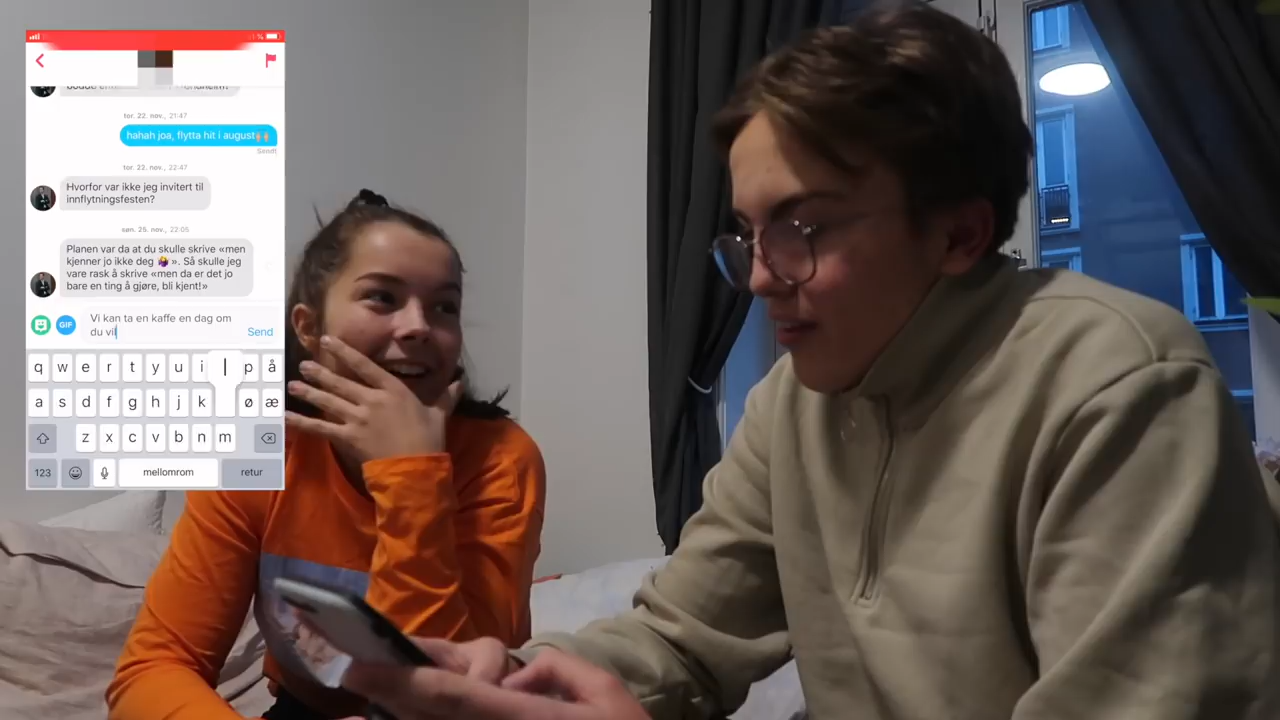 %
tor. 22. nov., 21:47
hahah joa, flytta hit i august🙌🏼
Sendt
tor. 22. nov., 22:47
Hvorfor var ikke jeg invitert til
innflytningsfesten?
søn. 25. nov., 22:05
Planen var da at du skulle skrive «men
kjenner jo ikke deg 🤷‍♀️ ». Så skulle jeg
vare rask å skrive «men da er det jo
bare en ting å gjøre, bli kjent!»
GIF
Vi kan ta en kaffe en dag om
du vil
Send
q w e r t y u i p å
a s d f g h j k ø æ
z x c v b n m
123 mellomrom retur